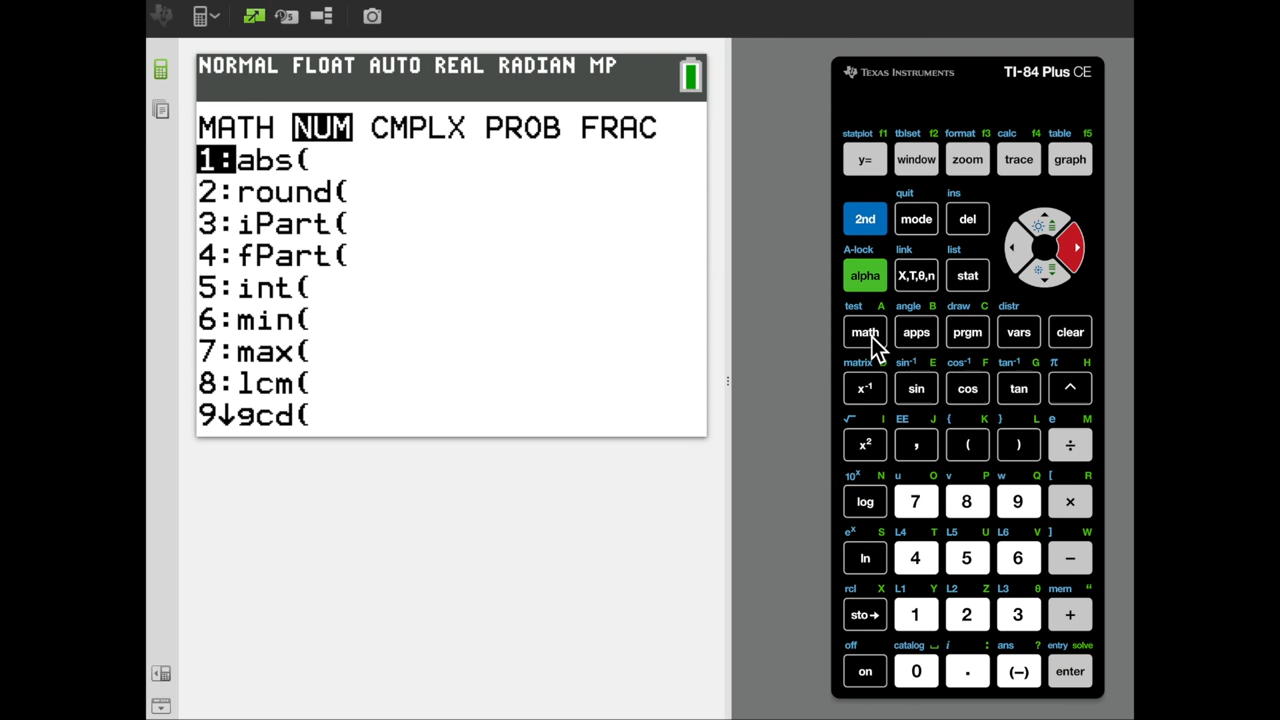 NORMAL FLOAT AUTO REAL RADIAN MP
MATH NUM CMPLX PROB FRAC
1:abs(
2:round(
3:iPart(
4:fPart(
5:int(
6:min(
7:max(
8:lcm(
9↓gcd(
TEXAS INSTRUMENTS TI-84 Plus CE
statplot f1 tblset f2 format f3 calc f4 table f5
y= window zoom trace graph
quit ins
2nd mode del
A-lock link list
alpha X,T,θ,n stat
test A angle B draw C distr
math apps prgm vars clear
matrix D sin⁻¹ E cos⁻¹ F tan⁻¹ G π H
x⁻¹ sin cos tan ^
√ I EE J { K } L e M
x² , ( ) ÷
10ˣ N u O v P w Q [ R
log 7 8 9 ×
eˣ S L4 T L5 U L6 V ] W
ln 4 5 6 −
rcl X L1 Y L2 Z L3 θ mem “
sto→ 1 2 3 +
off catalog ⎵ i : ans ? entry solve
on 0 . (−) enter